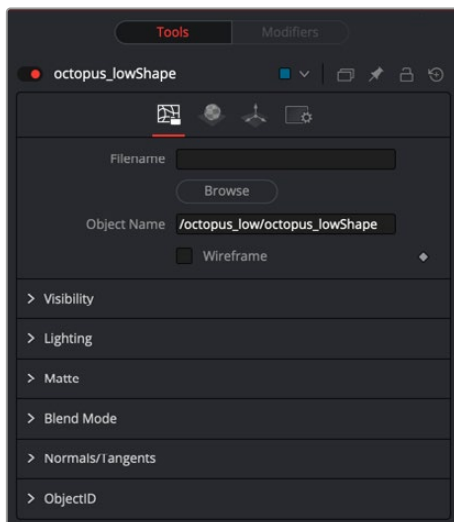 Tools Modifiers
octopus_lowShape
Filename
Browse
Object Name /octopus_low/octopus_lowShape
Wireframe
Visibility
Lighting
Matte
Blend Mode
Normals/Tangents
ObjectID